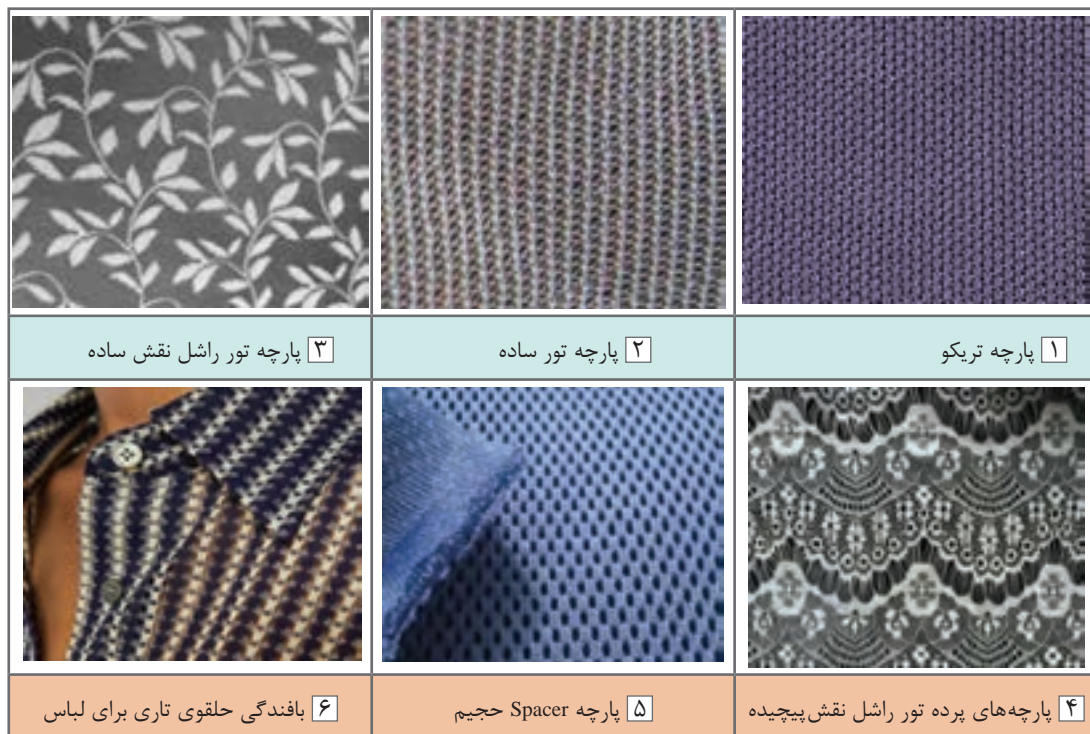 ۱ پارچه تریکو
۲ پارچه تور ساده
۳ پارچه تور راشل نقش ساده
۴ پارچه‌های پرده تور راشل نقش‌پیچیده
۵ پارچه Spacer حجیم
۶ بافندگی حلقوی تاری برای لباس